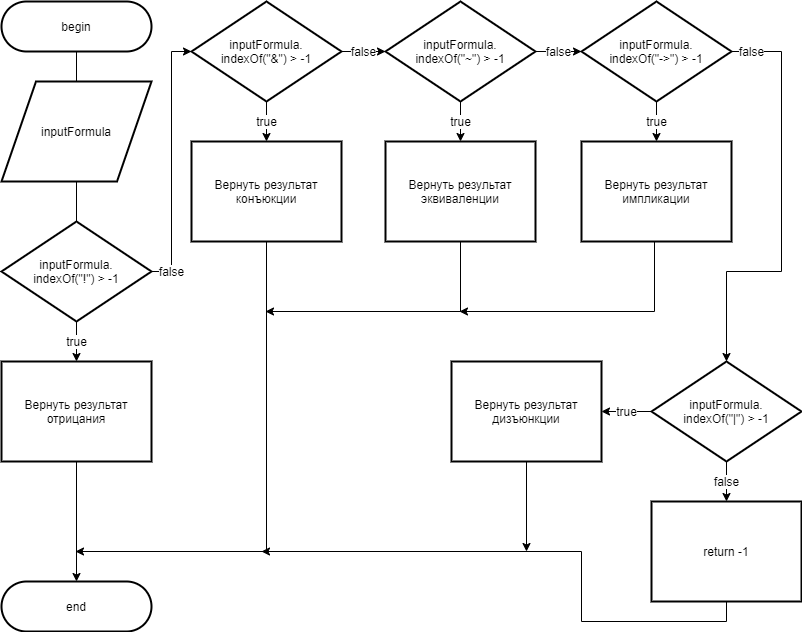 begin
inputFormula
inputFormula.
indexOf("!") > -1
false
true
Вернуть результат
отрицания
inputFormula.
indexOf("&") > -1
false
true
Вернуть результат
конъюкции
inputFormula.
indexOf("~") > -1
false
true
Вернуть результат
эквиваленции
inputFormula.
indexOf("->") > -1
false
true
Вернуть результат
импликации
inputFormula.
indexOf("|") > -1
true
Вернуть результат
дизъюнкции
false
return -1
end